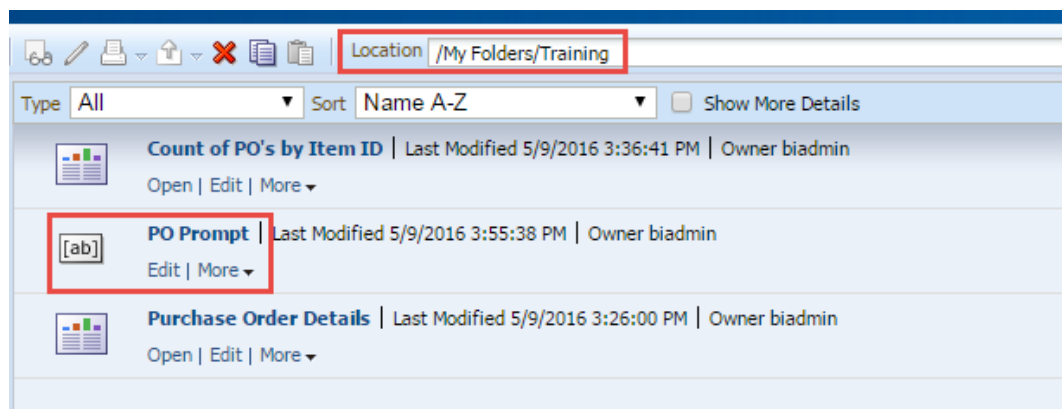 Location /My Folders/Training
Type All Sort Name A-Z Show More Details
Count of PO's by Item ID | Last Modified 5/9/2016 3:36:41 PM | Owner biadmin
Open | Edit | More
[ab] PO Prompt | Last Modified 5/9/2016 3:55:38 PM | Owner biadmin
Edit | More
Purchase Order Details | Last Modified 5/9/2016 3:26:00 PM | Owner biadmin
Open | Edit | More